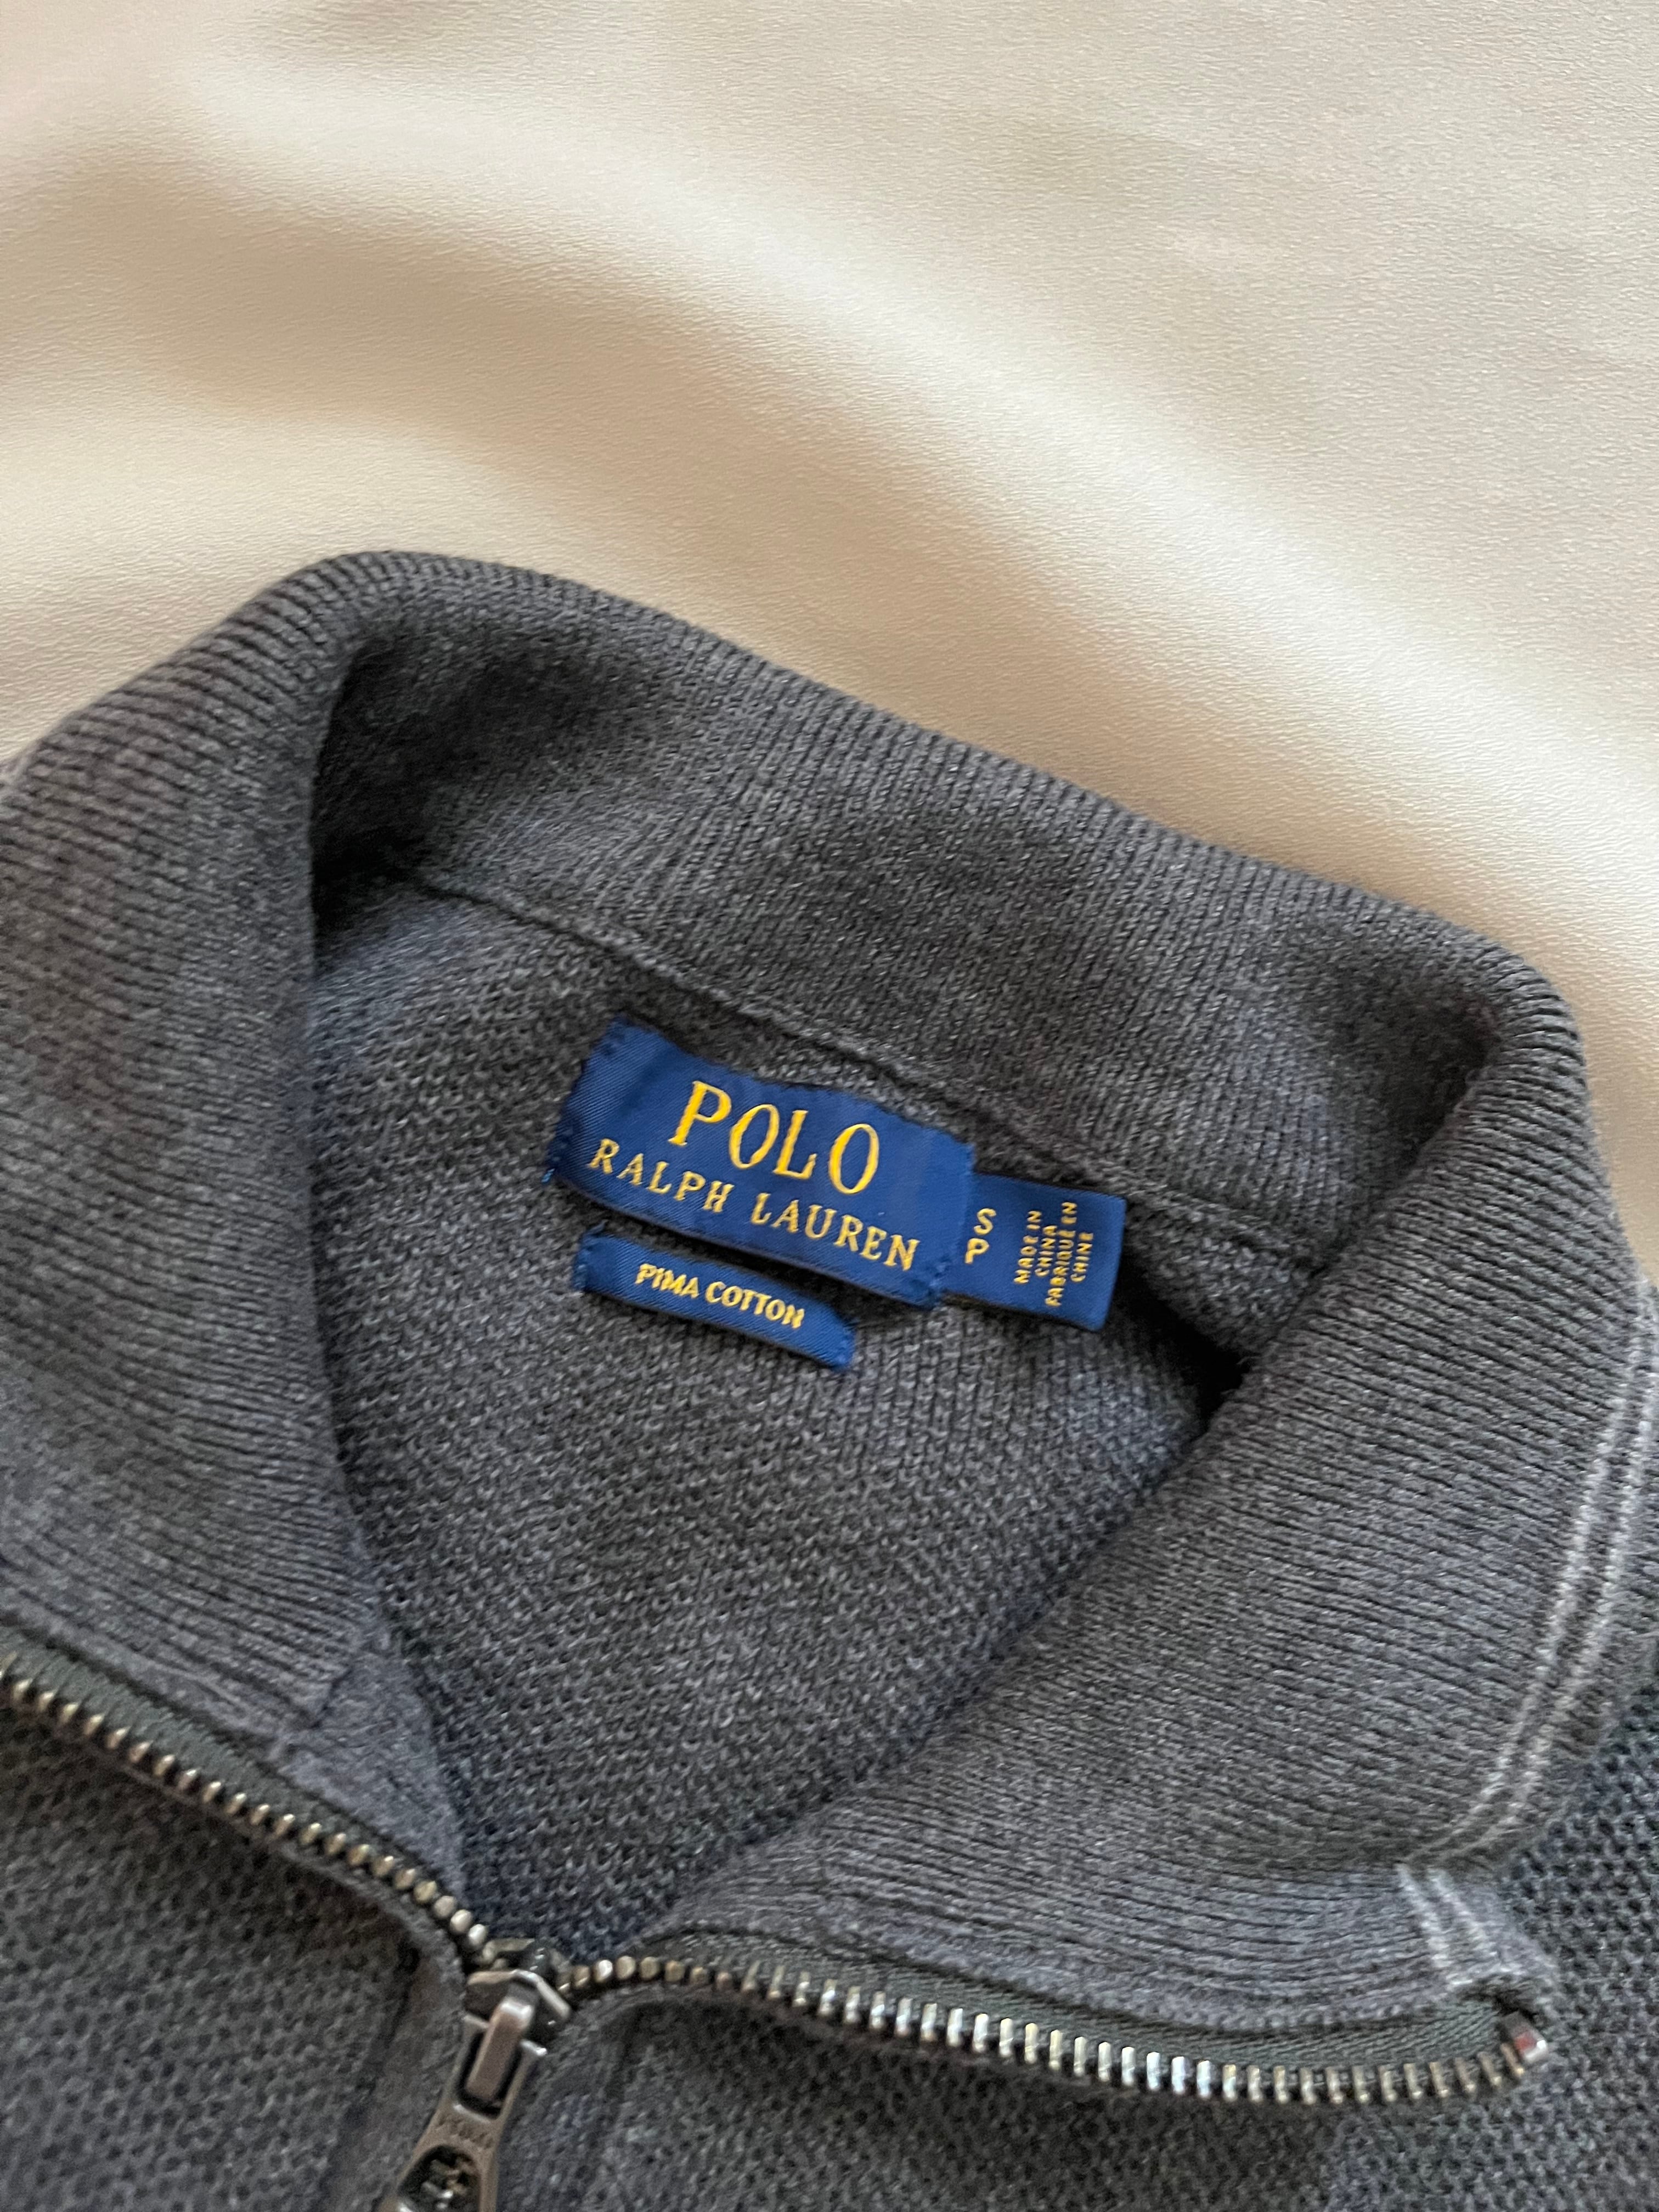 POLO
RALPH LAUREN
PIMA COTTON
S
P
MADE IN
CHINA
FABRIQUÉ EN
CHINE